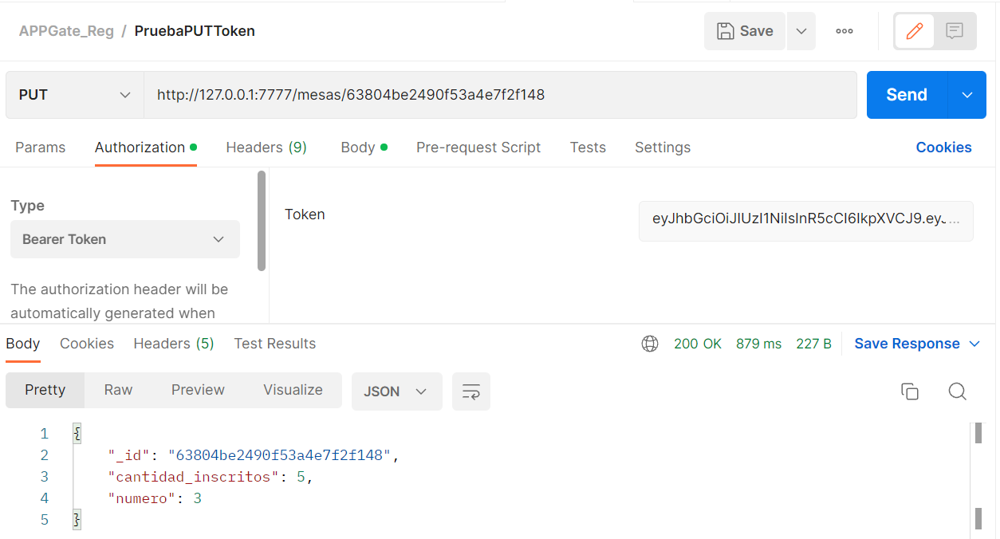 APPGate_Reg / PruebaPUTToken
Save
PUT
http://127.0.0.1:7777/mesas/63804be2490f53a4e7f2f148
Send
Params Authorization Headers (9) Body Pre-request Script Tests Settings Cookies
Type
Bearer Token
The authorization header will be
automatically generated when
Token
eyJhbGciOiJIUzI1NiIsInR5cCI6IkpXVCJ9.eyJ...
Body Cookies Headers (5) Test Results
200 OK 879 ms 227 B Save Response
Pretty Raw Preview Visualize JSON
1 {
2 "_id": "63804be2490f53a4e7f2f148",
3 "cantidad_inscritos": 5,
4 "numero": 3
5 }